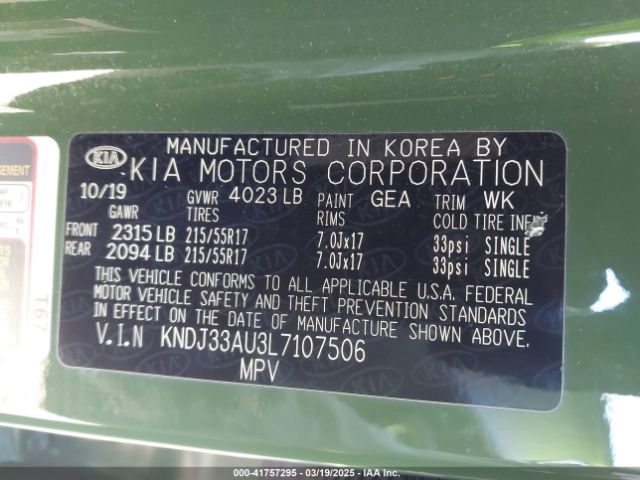 MANUFACTURED IN KOREA BY
KIA KIA MOTORS CORPORATION
10/19 GVWR 4023 LB PAINT GEA TRIM WK
GAWR TIRES RIMS COLD TIRE INF
FRONT 2315 LB 215/55R17 7.0Jx17 33psi SINGLE
REAR 2094 LB 215/55R17 7.0Jx17 33psi SINGLE
THIS VEHICLE CONFORMS TO ALL APPLICABLE U.S.A. FEDERAL
MOTOR VEHICLE SAFETY AND THEFT PREVENTION STANDARDS
IN EFFECT ON THE DATE OF MANUFACTURE SHOWN ABOVE.
V.I.N KNDJ33AU3L7107506
MPV
T67
000-41757295 - 03/19/2025 - IAA Inc.